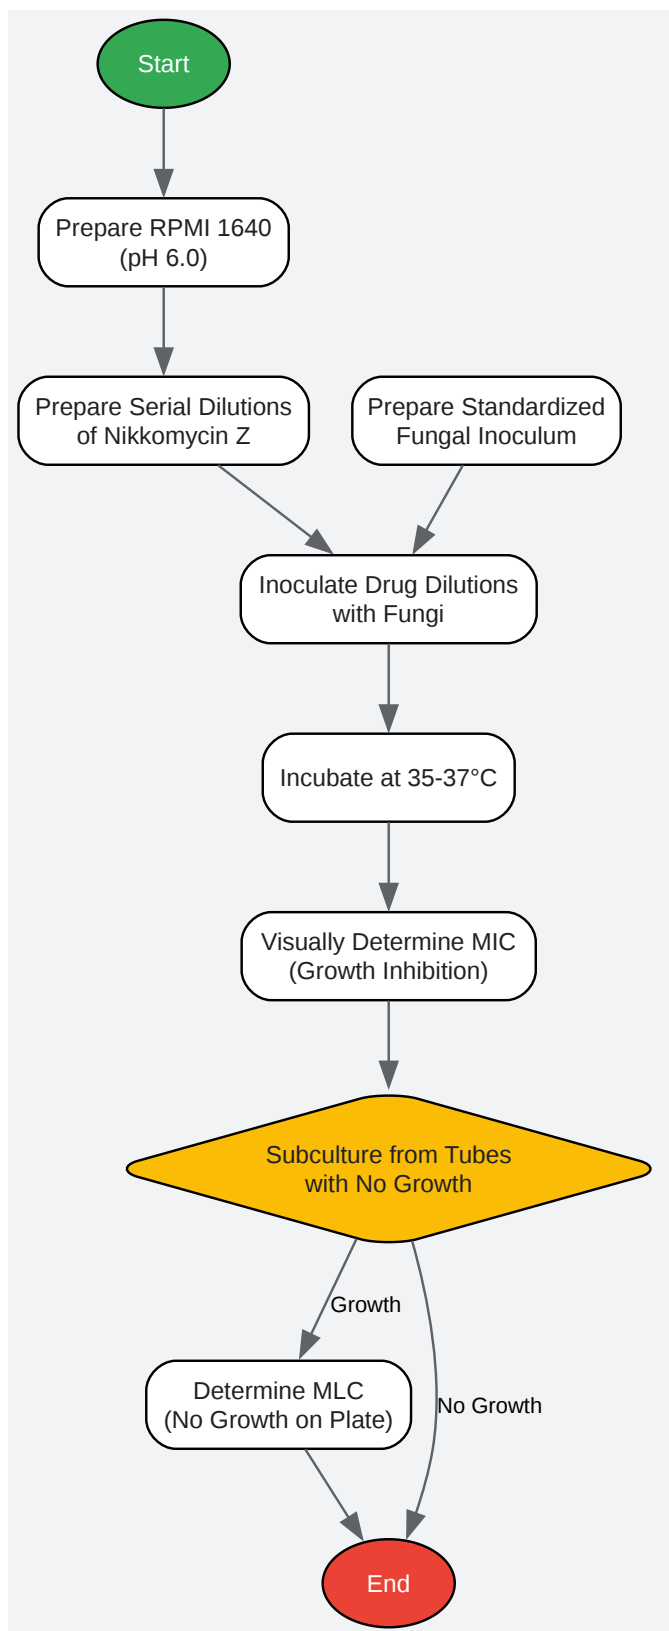 Start
Prepare RPMI 1640
(pH 6.0)
Prepare Serial Dilutions
of Nikkomycin Z
Prepare Standardized
Fungal Inoculum
Inoculate Drug Dilutions
with Fungi
Incubate at 35-37°C
Visually Determine MIC
(Growth Inhibition)
Subculture from Tubes
with No Growth
Growth
Determine MLC
(No Growth on Plate)
No Growth
End